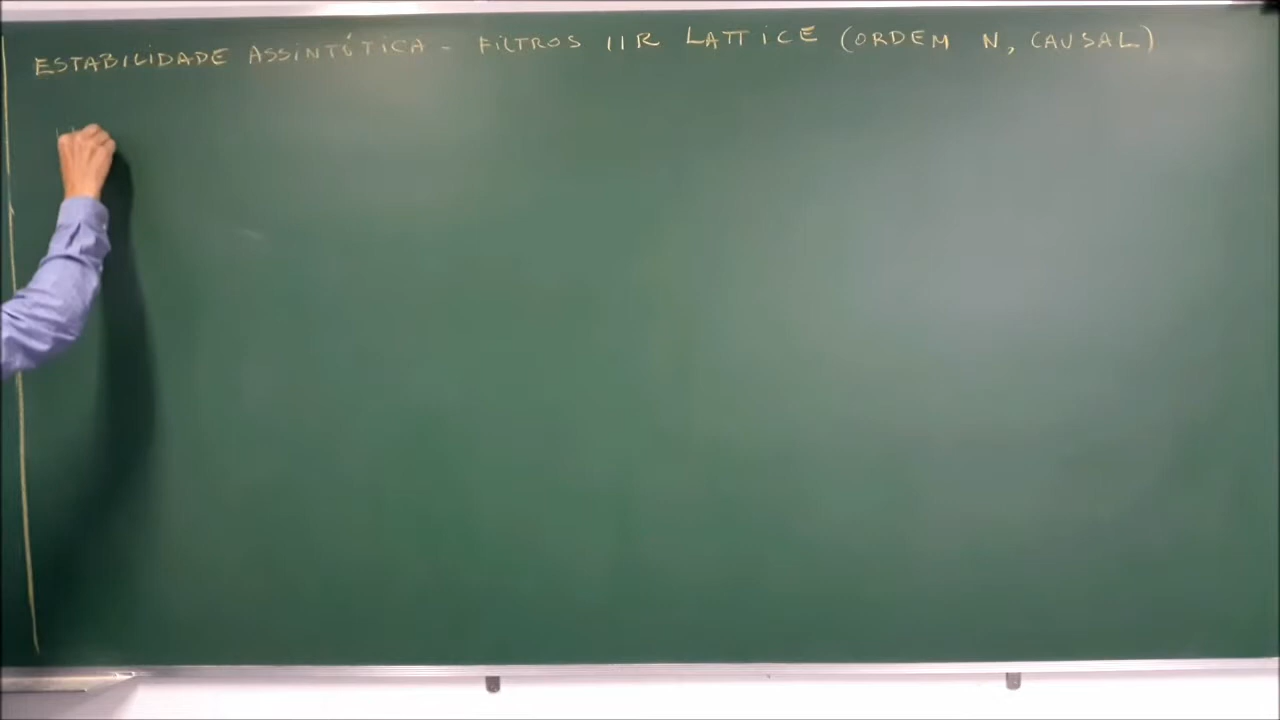 ESTABILIDADE ASSINTÓTICA - FILTROS IIR LATTICE (ORDEM N, CAUSAL)